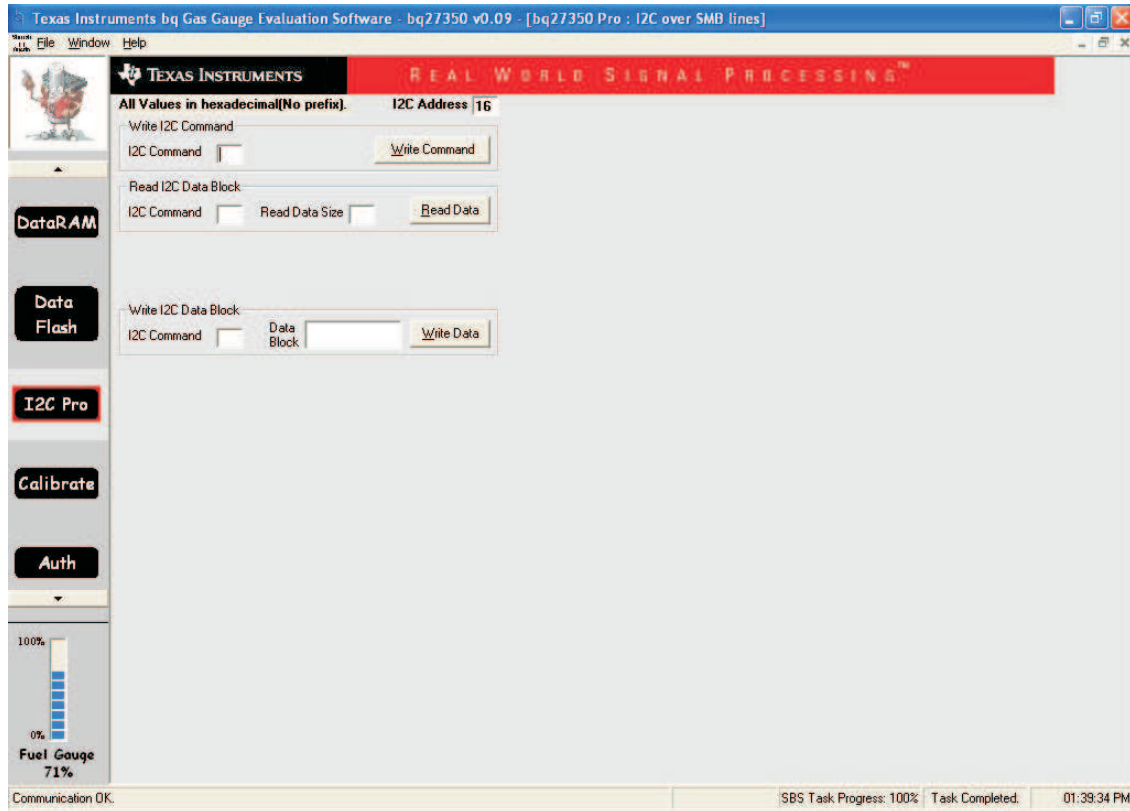 Texas Instruments bq Gas Gauge Evaluation Software - bq27350 v0.09 - [bq27350 Pro : I2C over SMB lines]
File Window Help
TEXAS INSTRUMENTS
REAL WORLD SIGNAL PROCESSING™
All Values in hexadecimal(No prefix). I2C Address 16
Write I2C Command
I2C Command Write Command
Read I2C Data Block
I2C Command Read Data Size Read Data
Write I2C Data Block
I2C Command Data Block Write Data
DataRAM
Data
Flash
I2C Pro
Calibrate
Auth
100%
0%
Fuel Gauge
71%
Communication OK. SBS Task Progress: 100% Task Completed. 01:39:34 PM